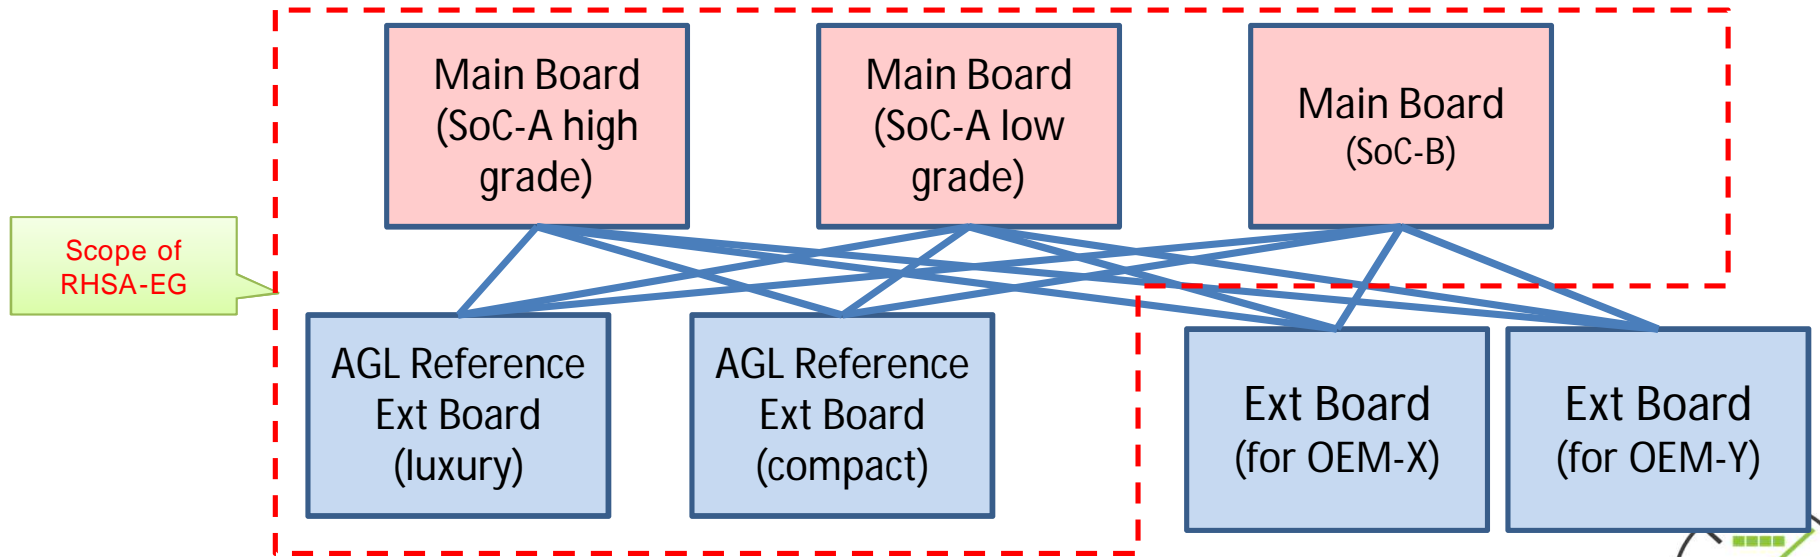 Main Board
(SoC-A high
grade)
Main Board
(SoC-A low
grade)
Main Board
(SoC-B)
Scope of
RHSA-EG
AGL Reference
Ext Board
(luxury)
AGL Reference
Ext Board
(compact)
Ext Board
(for OEM-X)
Ext Board
(for OEM-Y)